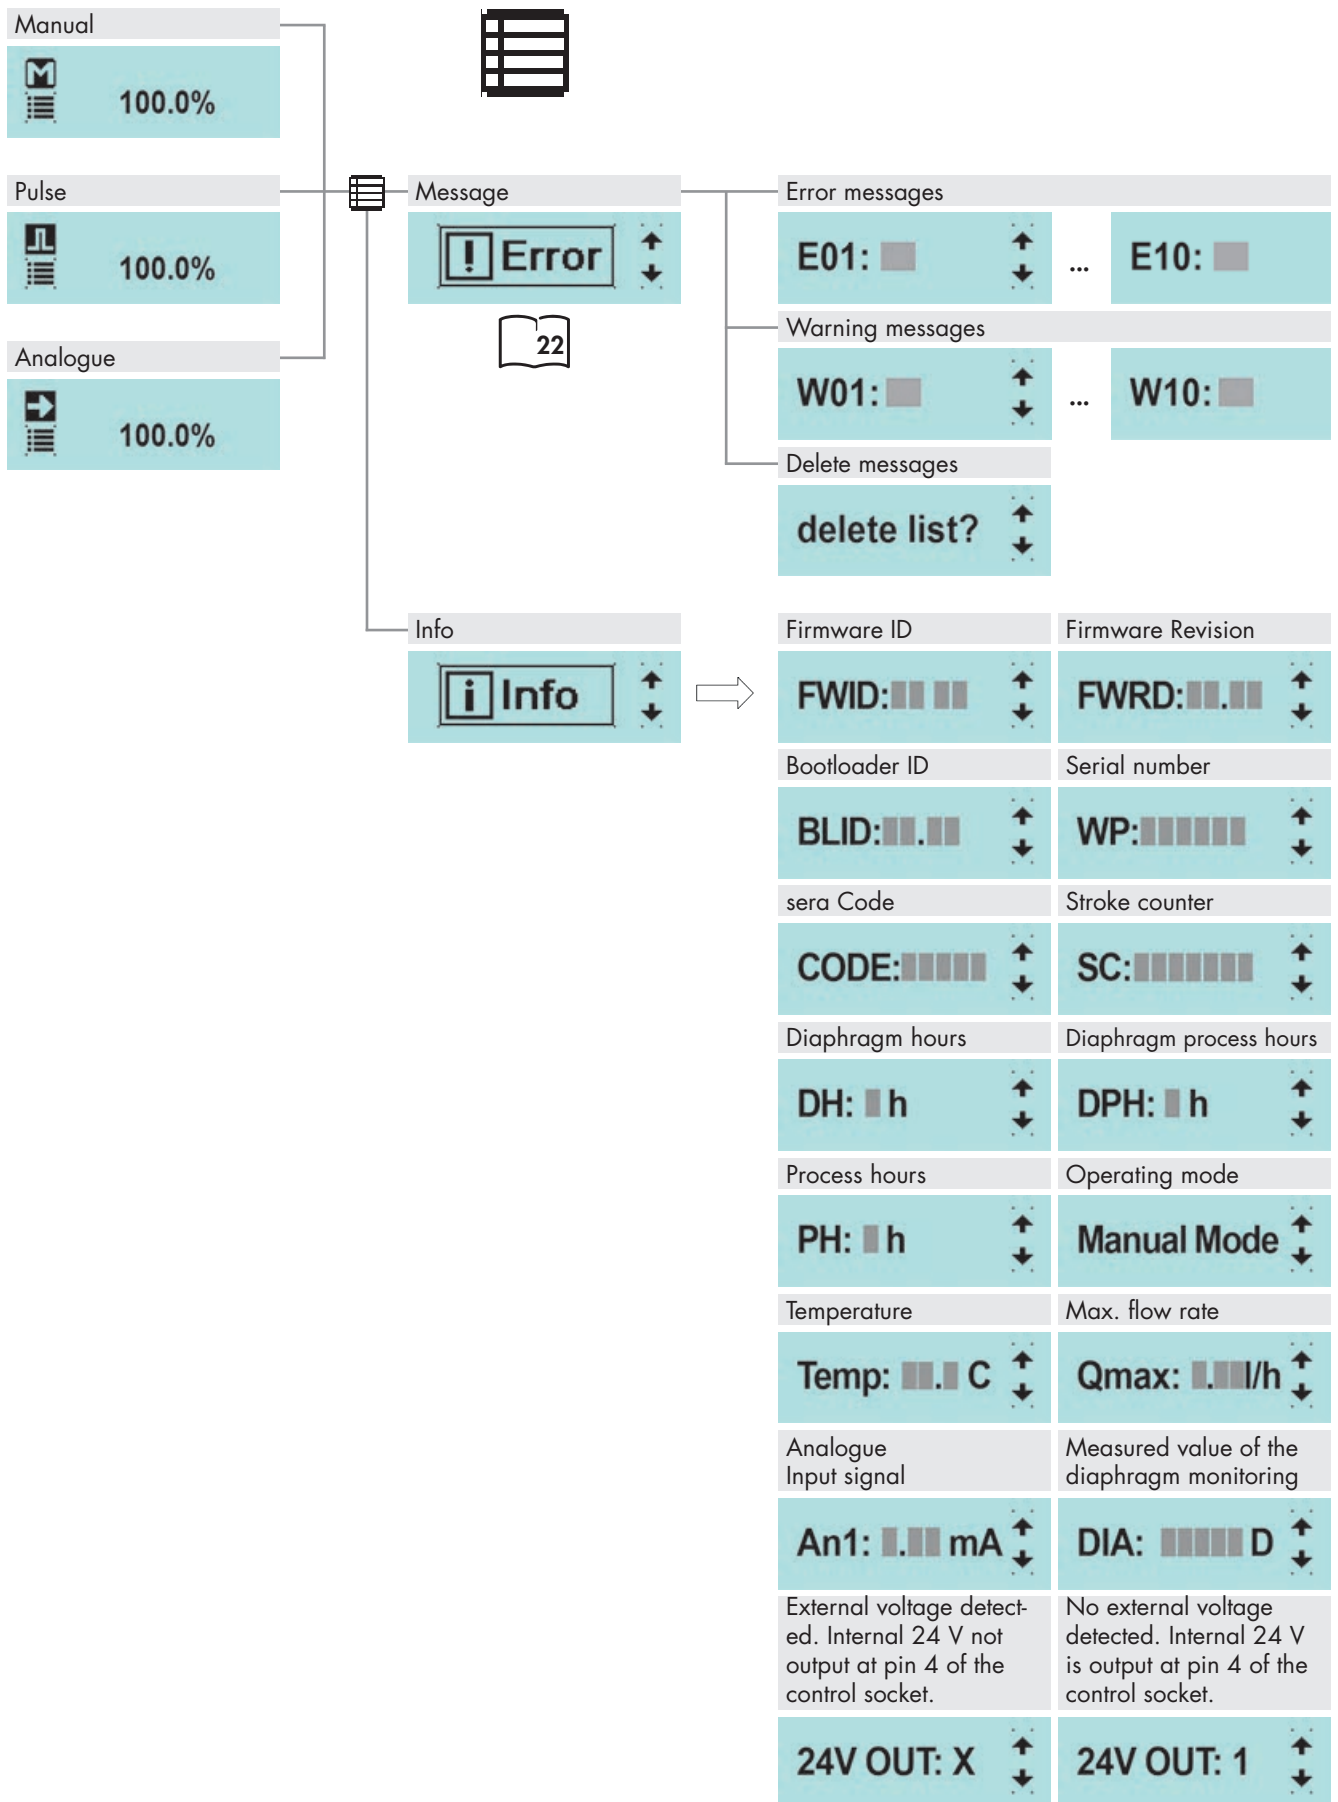 Manual
M
100.0%
Pulse
100.0%
Analogue
100.0%
Message
! Error
22
Error messages
E01:
...
E10:
Warning messages
W01:
...
W10:
Delete messages
delete list?
Info
i Info
Firmware ID
FWID:
Firmware Revision
FWRD: .
Bootloader ID
BLID: .
Serial number
WP:
sera Code
CODE:
Stroke counter
SC:
Diaphragm hours
DH: h
Diaphragm process hours
DPH: h
Process hours
PH: h
Operating mode
Manual Mode
Temperature
Temp: . C
Max. flow rate
Qmax: . l/h
Analogue
Input signal
An1: . mA
Measured value of the
diaphragm monitoring
DIA: D
External voltage detect-
ed. Internal 24 V not
output at pin 4 of the
control socket.
24V OUT: X
No external voltage
detected. Internal 24 V
is output at pin 4 of the
control socket.
24V OUT: 1